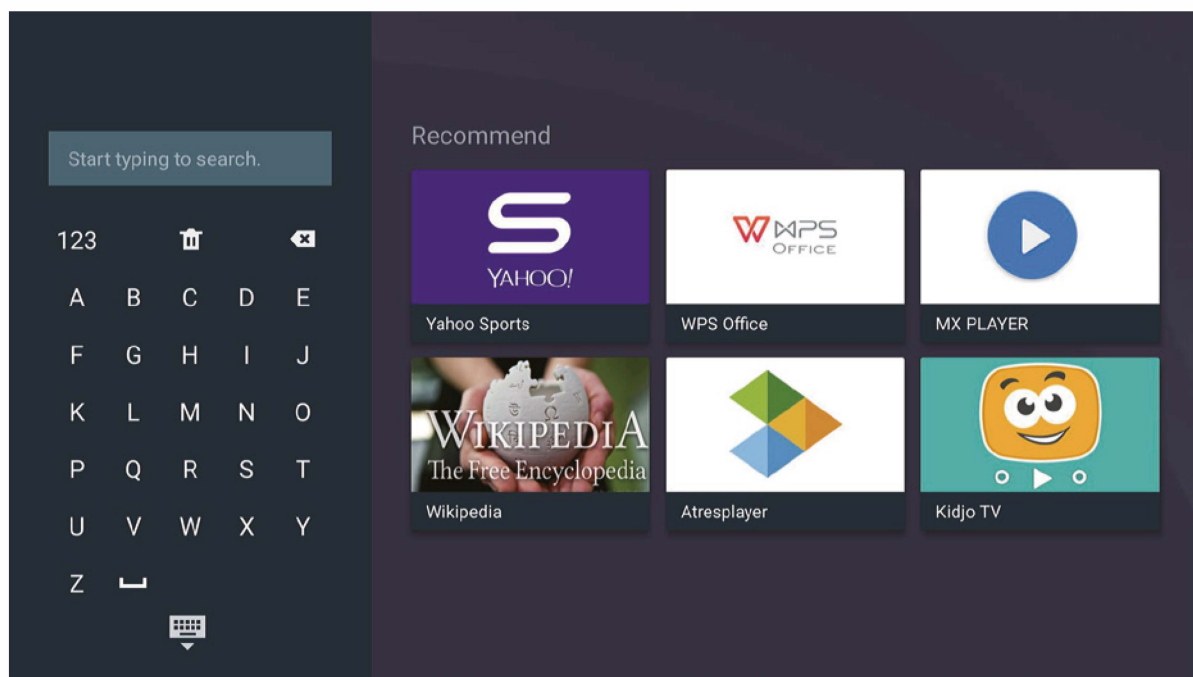 Start typing to search.
123
A B C D E
F G H I J
K L M N O
P Q R S T
U V W X Y
Z
Recommend
S
YAHOO!
Yahoo Sports
W WPS
OFFICE
WPS Office
MX PLAYER
WIKIPEDIA
The Free Encyclopedia
Wikipedia
Atresplayer
Kidjo TV